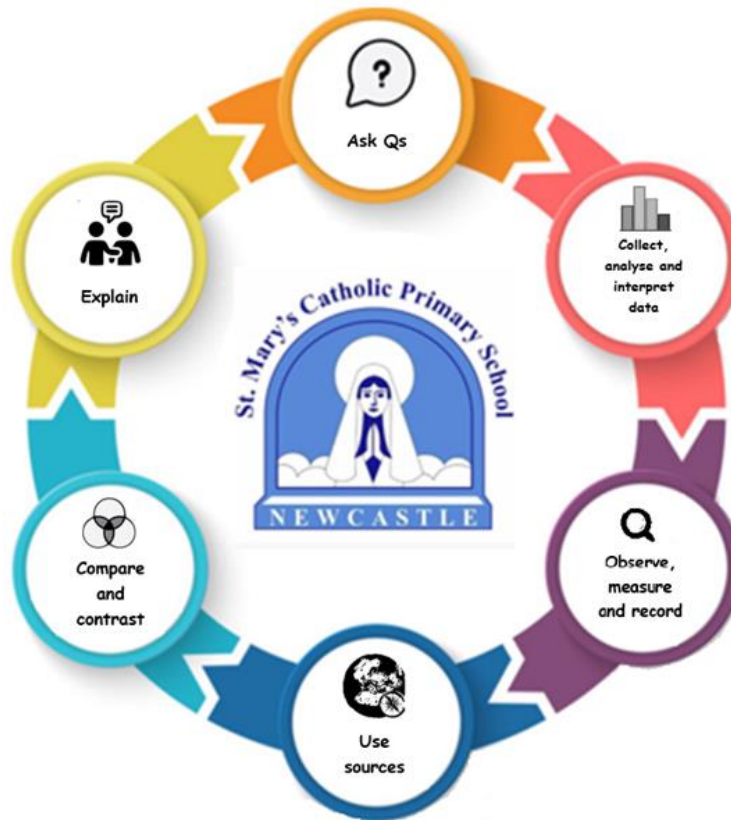 ?
Ask Qs
Collect,
analyse and
interpret
data
Observe,
measure
and record
Use
sources
Compare
and
contrast
Explain
St. Mary's Catholic Primary School
NEWCASTLE